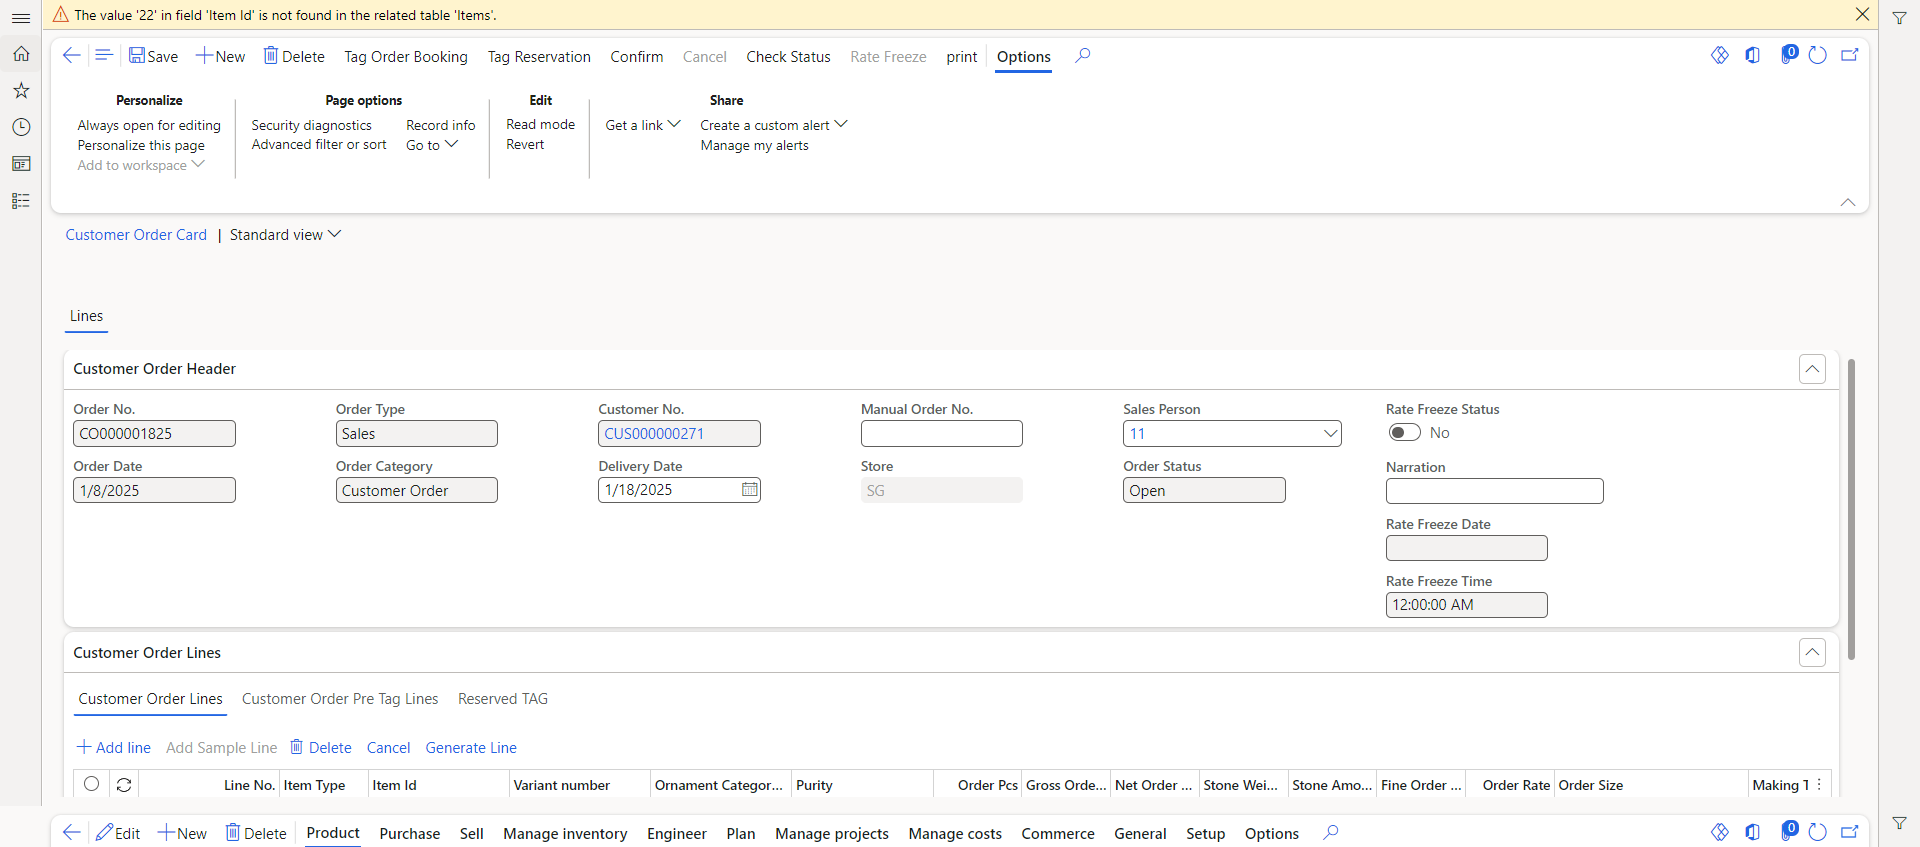 The value '22' in field 'Item Id' is not found in the related table 'Items'.
Save New Delete Tag Order Booking Tag Reservation Confirm Cancel Check Status Rate Freeze print Options 0
Personalize Page options Edit Share
Always open for editing Security diagnostics Record info Read mode Get a link Create a custom alert
Personalize this page Advanced filter or sort Go to Revert Manage my alerts
Add to workspace
Customer Order Card | Standard view
Lines
Customer Order Header
Order No. Order Type Customer No. Manual Order No. Sales Person Rate Freeze Status
CO000001825 Sales CUS000000271 11 No
Order Date Order Category Delivery Date Store Order Status Narration
1/8/2025 Customer Order 1/18/2025 SG Open
Rate Freeze Date
Rate Freeze Time
12:00:00 AM
Customer Order Lines
Customer Order Lines Customer Order Pre Tag Lines Reserved TAG
Add line Add Sample Line Delete Cancel Generate Line
Line No. Item Type Item Id Variant number Ornament Categor... Purity Order Pcs Gross Orde... Net Order ... Stone Wei... Stone Amo... Fine Order ... Order Rate Order Size Making T
Edit New Delete Product Purchase Sell Manage inventory Engineer Plan Manage projects Manage costs Commerce General Setup Options 0